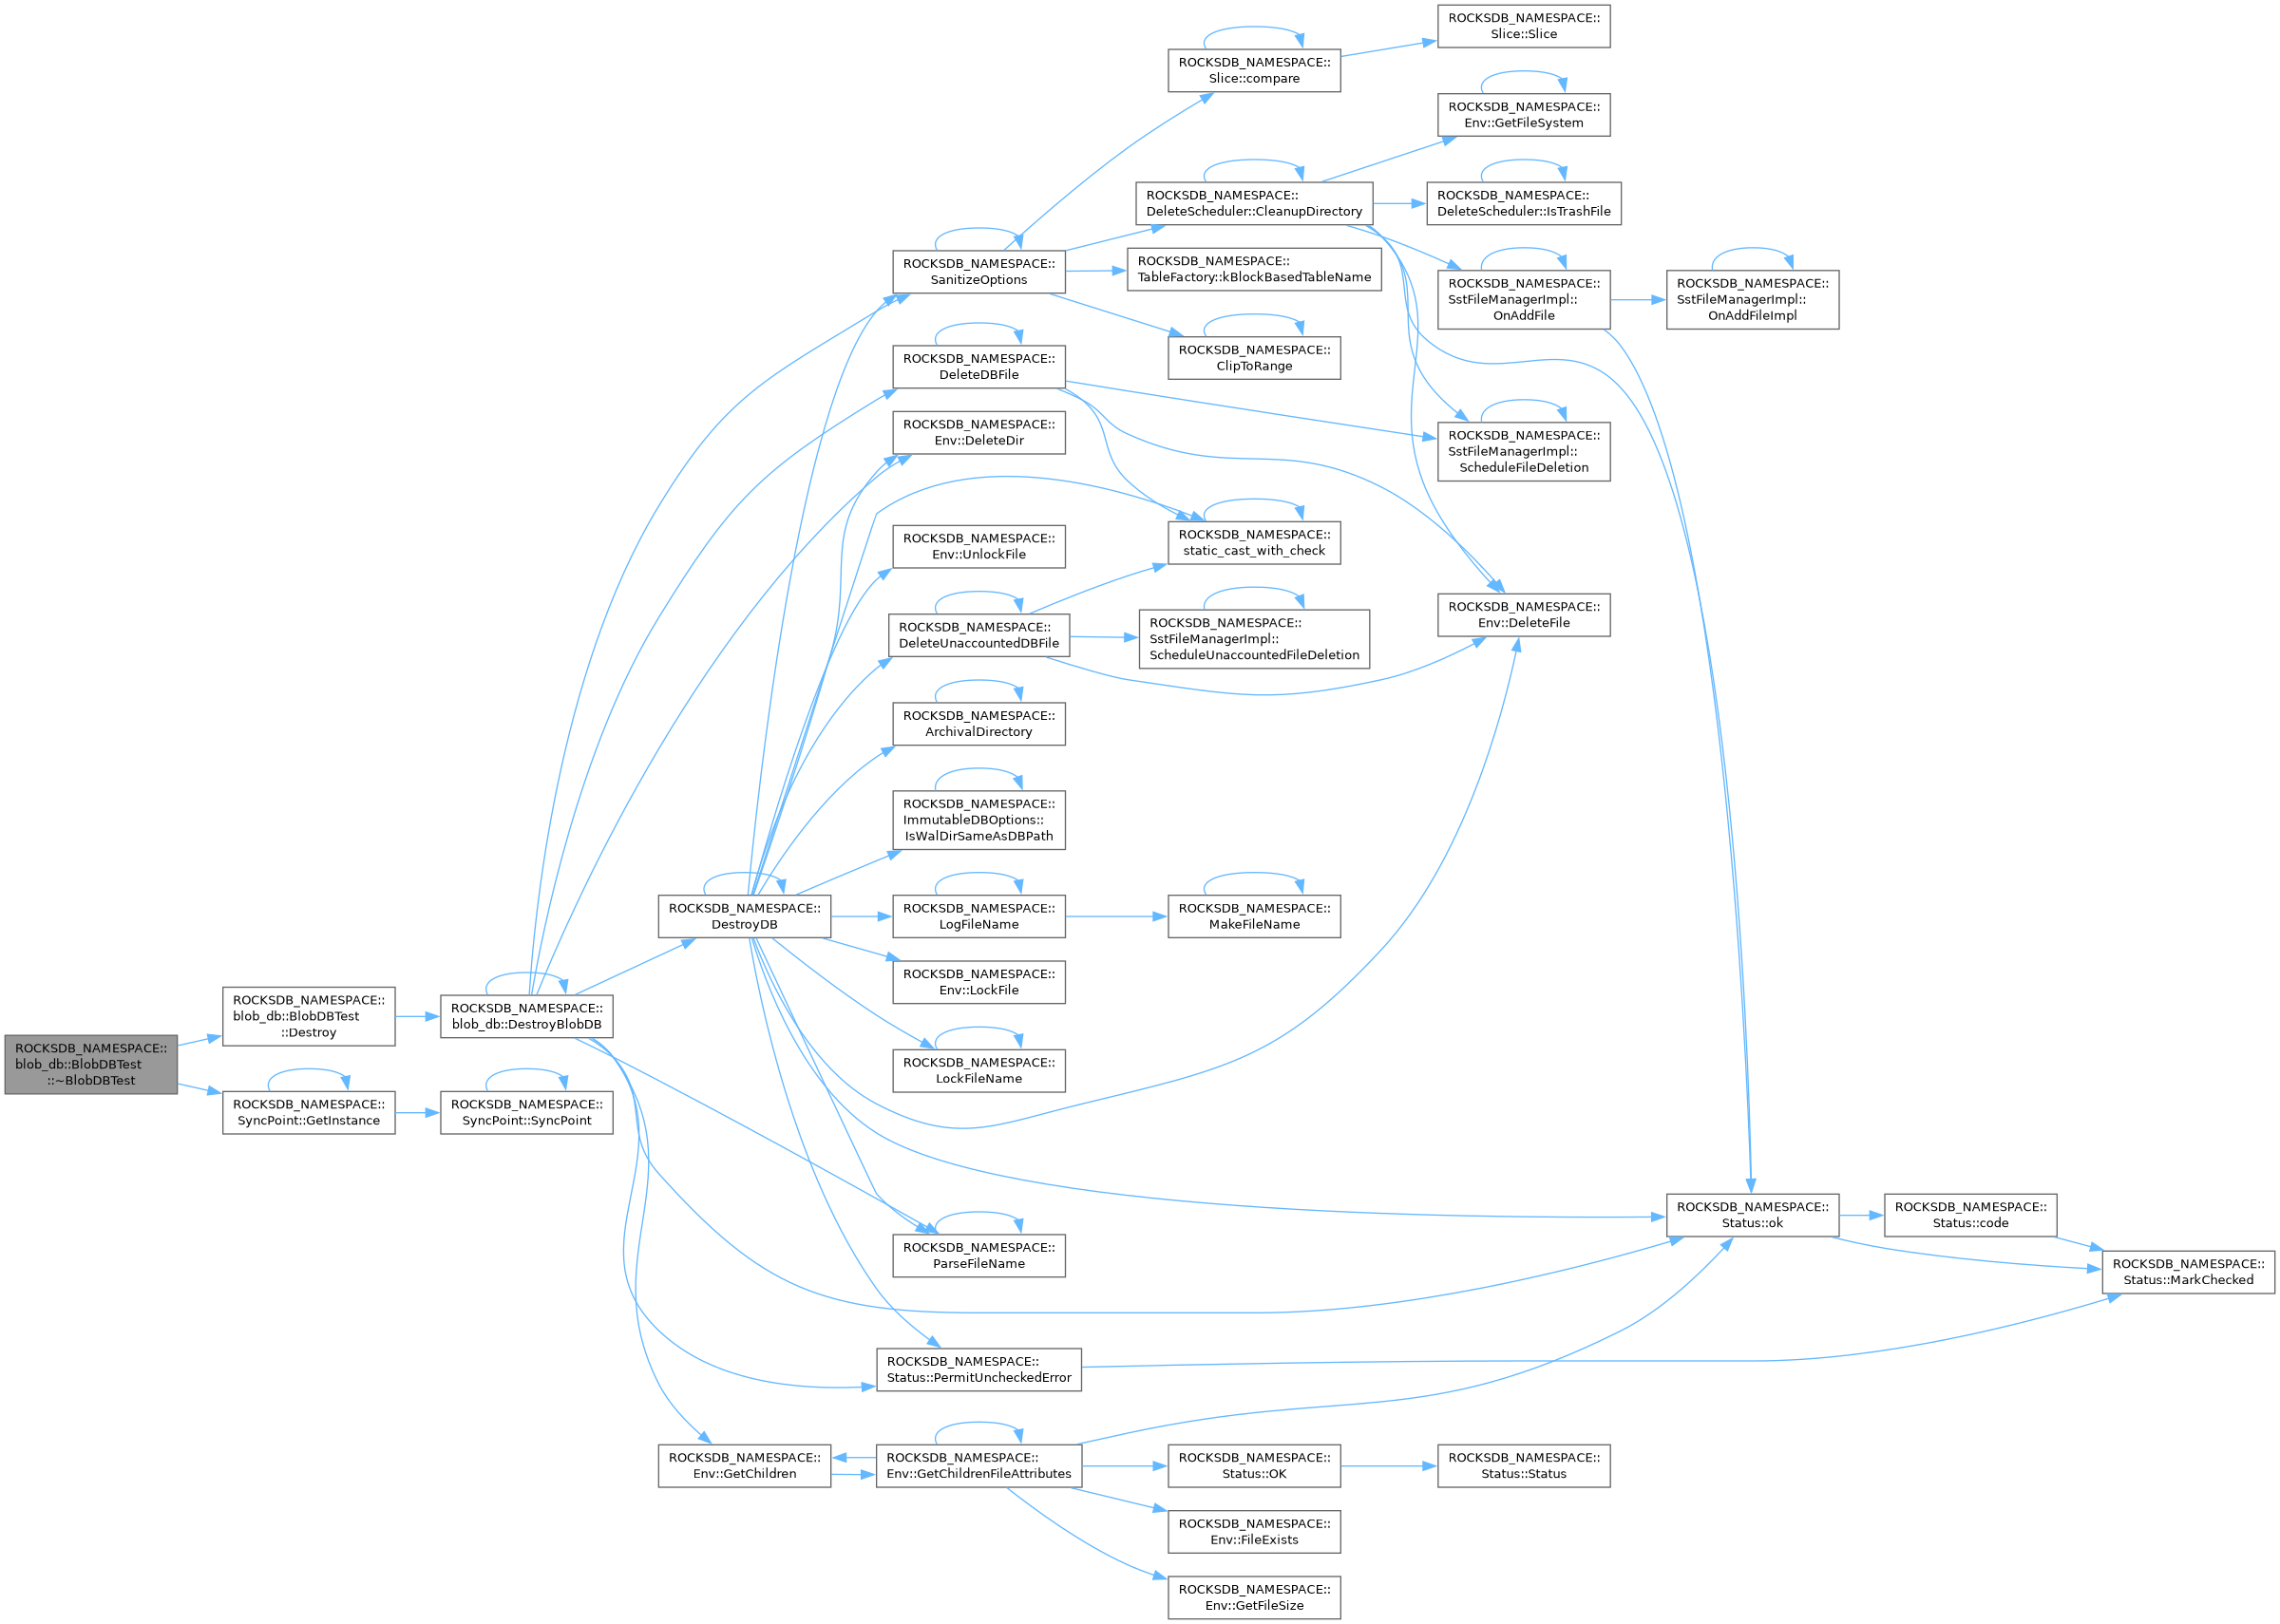 ROCKSDB_NAMESPACE::
blob_db::BlobDBTest
::~BlobDBTest
ROCKSDB_NAMESPACE::
blob_db::BlobDBTest
::Destroy
ROCKSDB_NAMESPACE::
SyncPoint::GetInstance
ROCKSDB_NAMESPACE::
blob_db::DestroyBlobDB
ROCKSDB_NAMESPACE::
SyncPoint::SyncPoint
ROCKSDB_NAMESPACE::
DestroyDB
ROCKSDB_NAMESPACE::
Env::GetChildren
ROCKSDB_NAMESPACE::
SanitizeOptions
ROCKSDB_NAMESPACE::
DeleteDBFile
ROCKSDB_NAMESPACE::
Env::DeleteDir
ROCKSDB_NAMESPACE::
Env::UnlockFile
ROCKSDB_NAMESPACE::
DeleteUnaccountedDBFile
ROCKSDB_NAMESPACE::
ArchivalDirectory
ROCKSDB_NAMESPACE::
ImmutableDBOptions::
IsWalDirSameAsDBPath
ROCKSDB_NAMESPACE::
LogFileName
ROCKSDB_NAMESPACE::
Env::LockFile
ROCKSDB_NAMESPACE::
LockFileName
ROCKSDB_NAMESPACE::
ParseFileName
ROCKSDB_NAMESPACE::
Status::PermitUncheckedError
ROCKSDB_NAMESPACE::
Env::GetChildrenFileAttributes
ROCKSDB_NAMESPACE::
Slice::compare
ROCKSDB_NAMESPACE::
DeleteScheduler::CleanupDirectory
ROCKSDB_NAMESPACE::
TableFactory::kBlockBasedTableName
ROCKSDB_NAMESPACE::
ClipToRange
ROCKSDB_NAMESPACE::
static_cast_with_check
ROCKSDB_NAMESPACE::
SstFileManagerImpl::
ScheduleUnaccountedFileDeletion
ROCKSDB_NAMESPACE::
MakeFileName
ROCKSDB_NAMESPACE::
Status::OK
ROCKSDB_NAMESPACE::
Env::FileExists
ROCKSDB_NAMESPACE::
Env::GetFileSize
ROCKSDB_NAMESPACE::
Slice::Slice
ROCKSDB_NAMESPACE::
Env::GetFileSystem
ROCKSDB_NAMESPACE::
DeleteScheduler::IsTrashFile
ROCKSDB_NAMESPACE::
SstFileManagerImpl::
OnAddFile
ROCKSDB_NAMESPACE::
SstFileManagerImpl::
ScheduleFileDeletion
ROCKSDB_NAMESPACE::
Env::DeleteFile
ROCKSDB_NAMESPACE::
Status::Status
ROCKSDB_NAMESPACE::
SstFileManagerImpl::
OnAddFileImpl
ROCKSDB_NAMESPACE::
Status::ok
ROCKSDB_NAMESPACE::
Status::code
ROCKSDB_NAMESPACE::
Status::MarkChecked